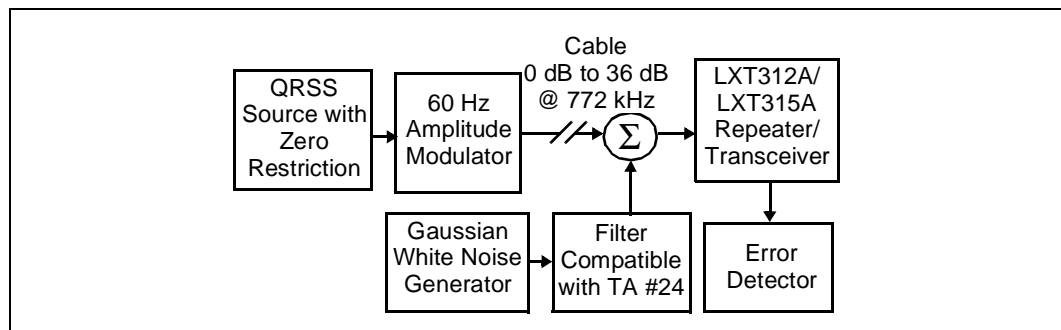 QRSS
Source with
Zero
Restriction
60 Hz
Amplitude
Modulator
Cable
0 dB to 36 dB
@ 772 kHz
Σ
LXT312A/
LXT315A
Repeater/
Transceiver
Gaussian
White Noise
Generator
Filter
Compatible
with TA #24
Error
Detector